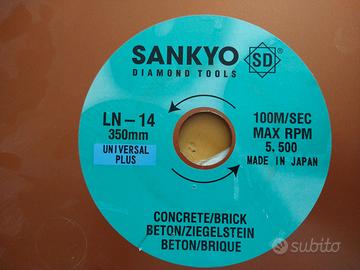 SANKYO
SD
®
DIAMOND TOOLS
LN-14
350mm
UNIVERSAL
PLUS
100M/SEC
MAX RPM
5,500
MADE IN JAPAN
CONCRETE/BRICK
BETON/ZIEGELSTEIN
BETON/BRIQUE
subito